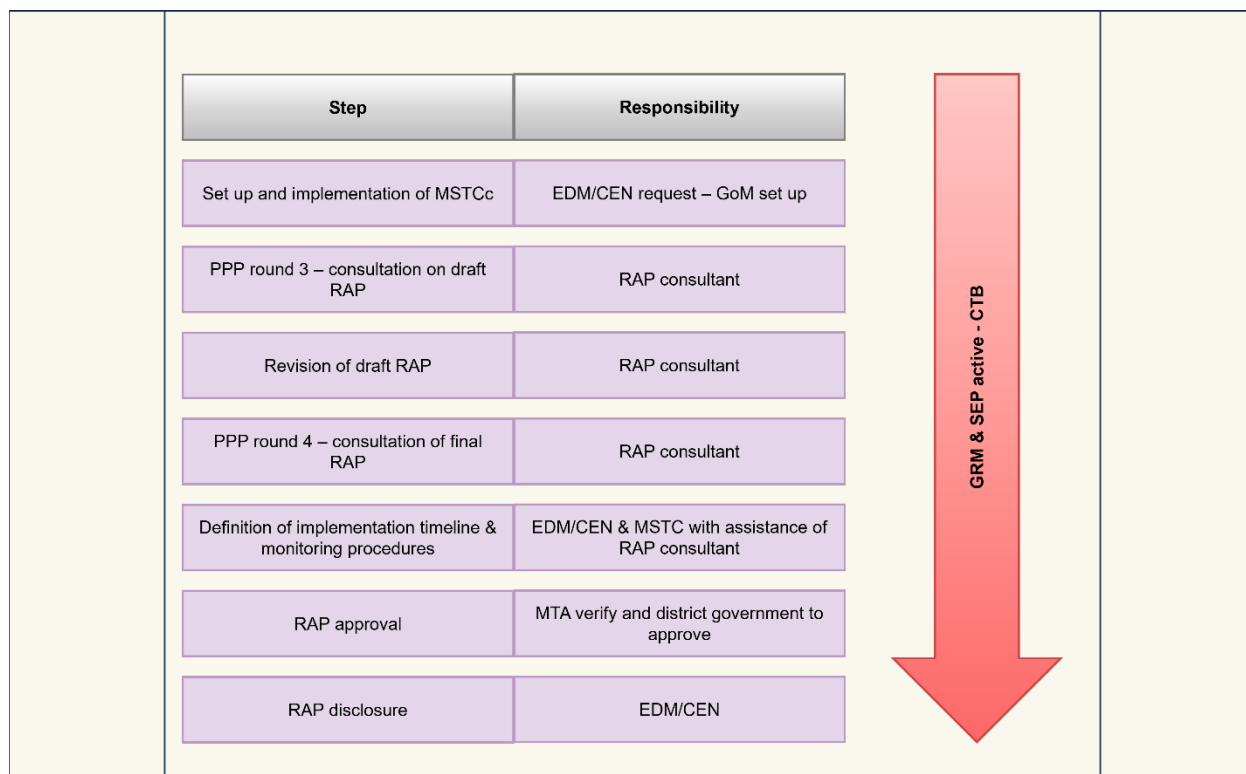 Step
Responsibility
Set up and implementation of MSTCc
EDM/CEN request – GoM set up
PPP round 3 – consultation on draft
RAP
RAP consultant
Revision of draft RAP
RAP consultant
PPP round 4 – consultation of final
RAP
RAP consultant
Definition of implementation timeline &
monitoring procedures
EDM/CEN & MSTC with assistance of
RAP consultant
RAP approval
MTA verify and district government to
approve
RAP disclosure
EDM/CEN
GRM & SEP active - CTB